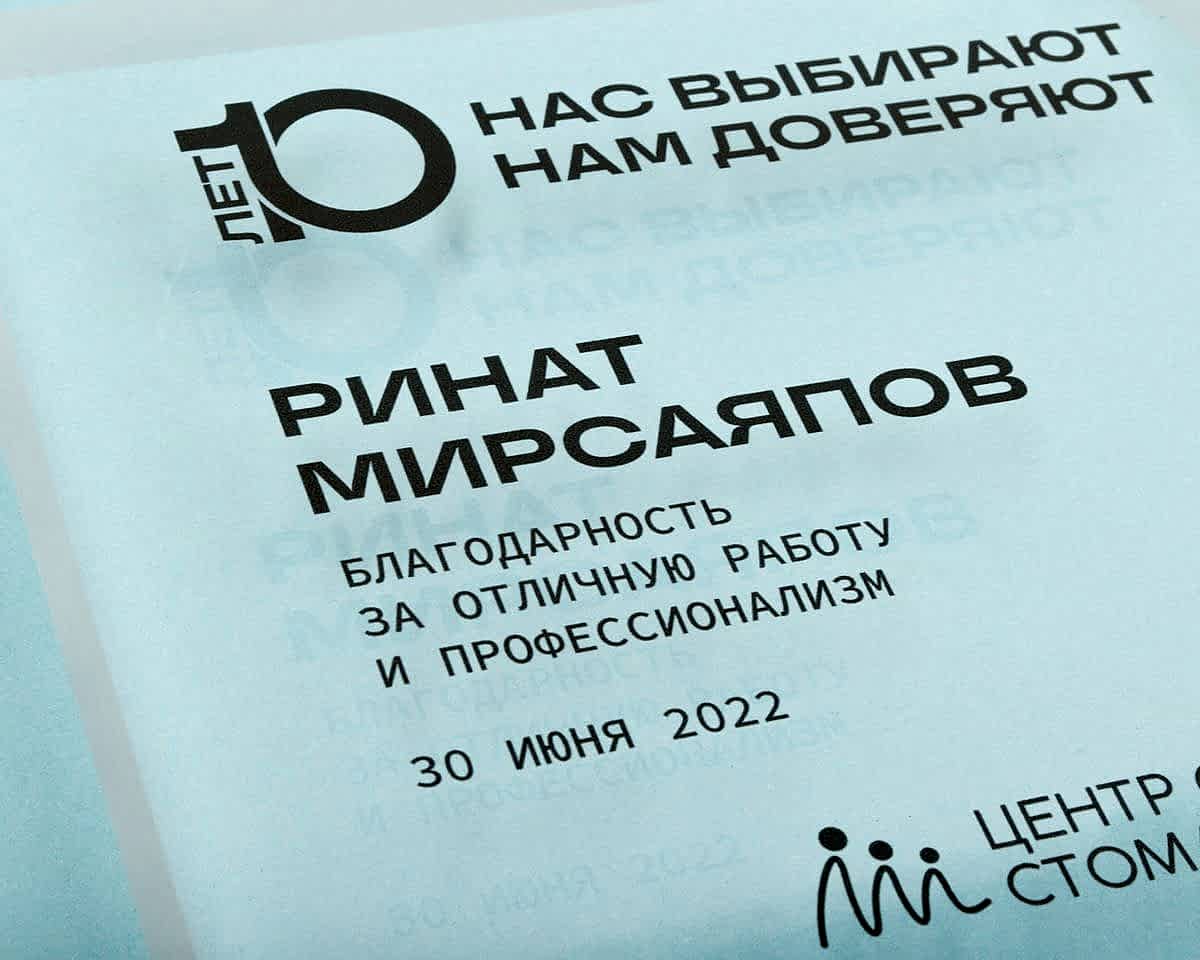 10 ЛЕТ
НАС ВЫБИРАЮТ
НАМ ДОВЕРЯЮТ
РИНАТ
МИРСАЯПОВ
БЛАГОДАРНОСТЬ
ЗА ОТЛИЧНУЮ РАБОТУ
И ПРОФЕССИОНАЛИЗМ
30 ИЮНЯ 2022
ЦЕНТР